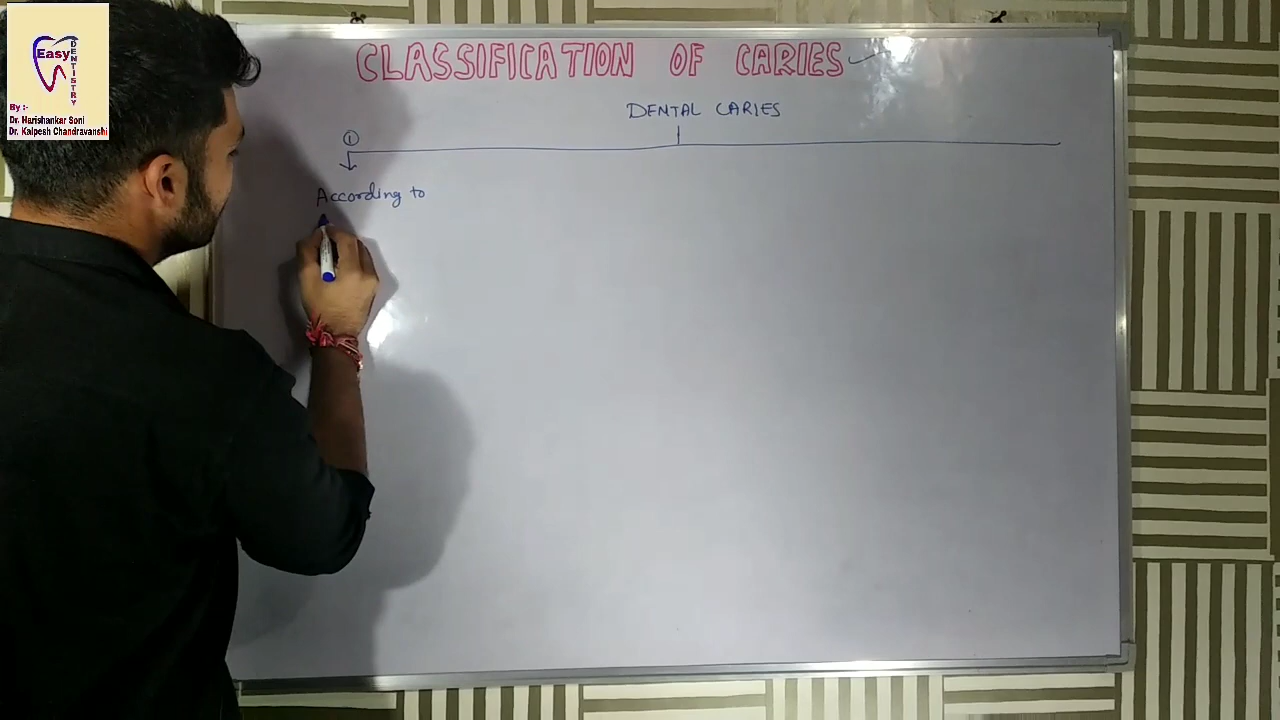 Easy
DENTISTRY
By :-
Dr. Harishankar Soni
Dr. Kalpesh Chandravanshi
CLASSIFICATION OF CARIES
DENTAL CARIES
1
According to